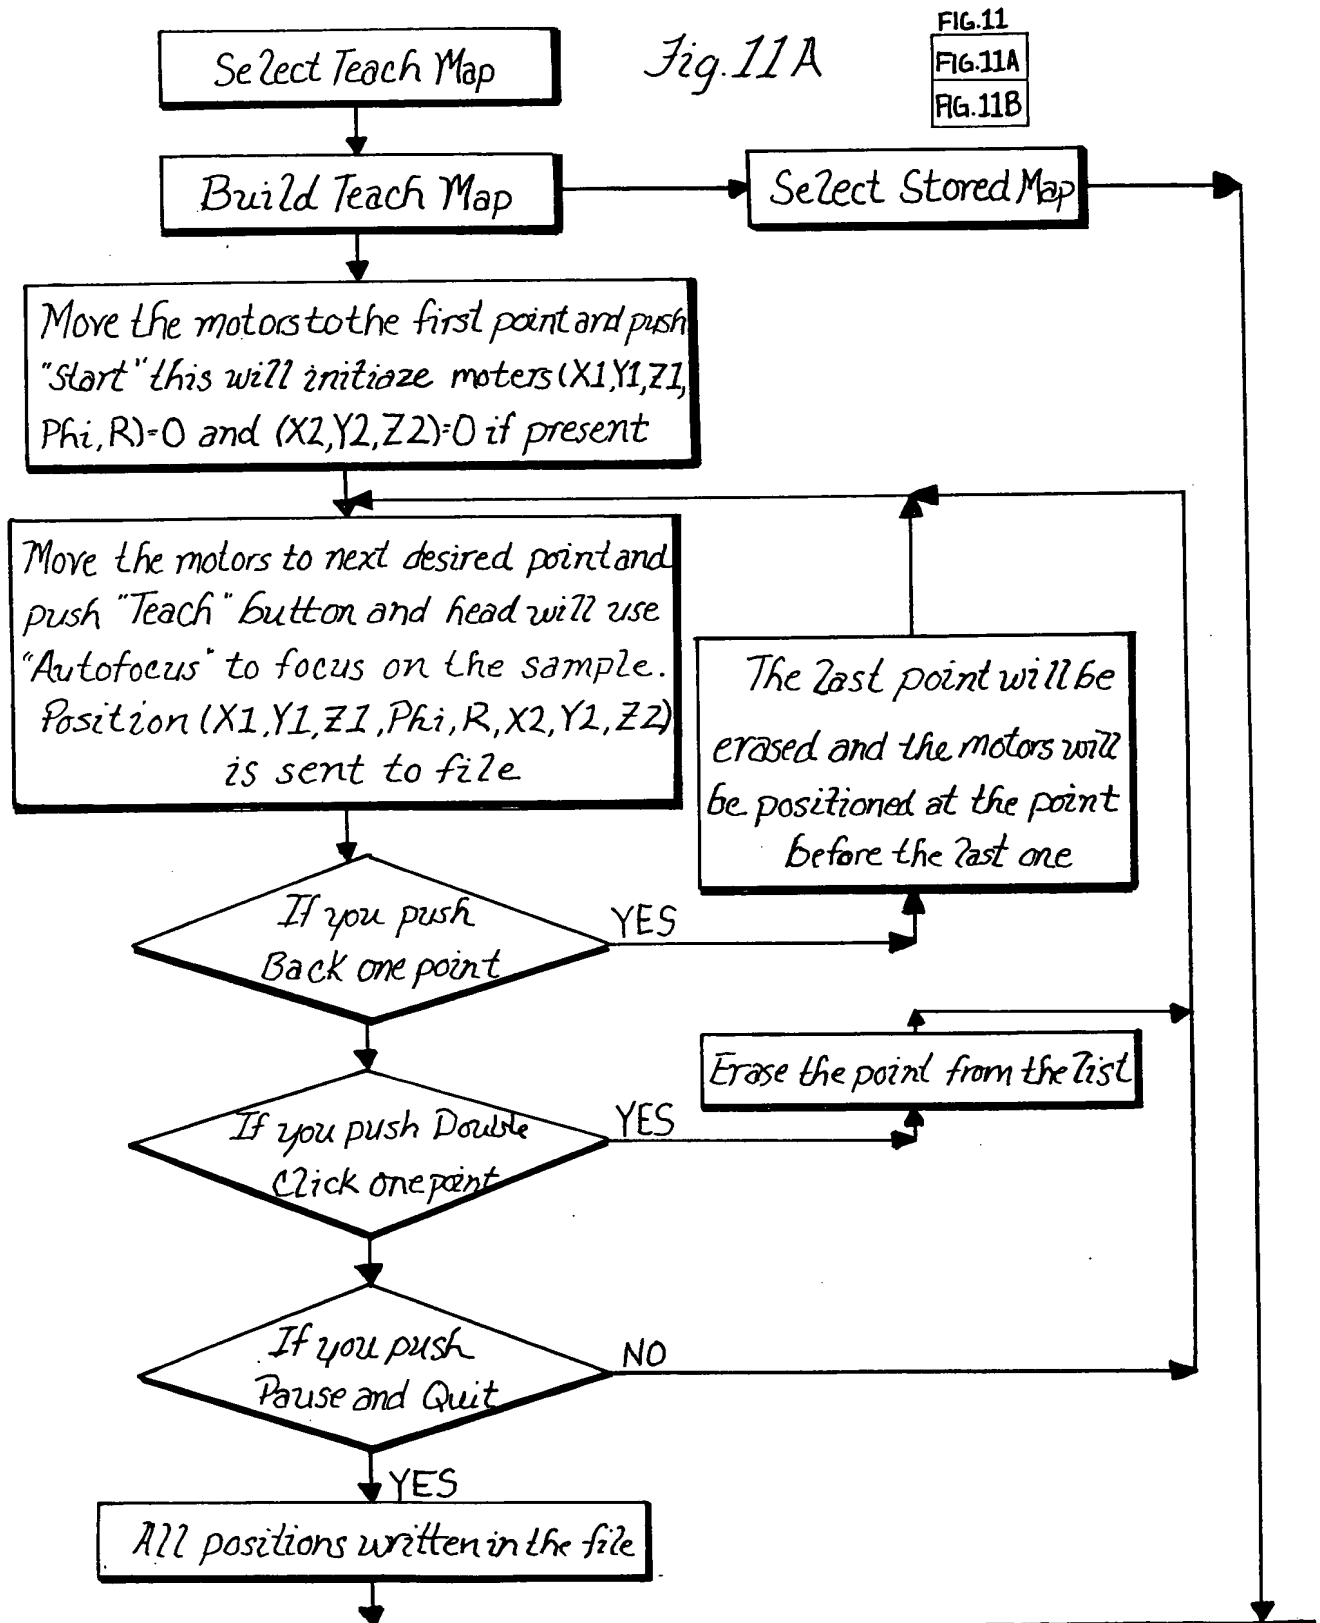 Fig.11A
FIG.11
FIG.11A
FIG.11B
Select Teach Map
Build Teach Map
Select Stored Map
Move the motors to the first point and push
"Start" this will initiaze moters (X1,Y1,Z1,
Phi, R)=0 and (X2,Y2,Z2)=0 if present
Move the motors to next desired point and
push "Teach" button and head will use
"Autofocus" to focus on the sample.
Position (X1,Y1,Z1,Phi,R,X2,Y2,Z2)
is sent to file
The last point will be
erased and the motors will
be positioned at the point
before the last one
If you push
Back one point
YES
Erase the point from the list
If you push Double
Click one point
YES
If you push
Pause and Quit
NO
YES
All positions written in the file